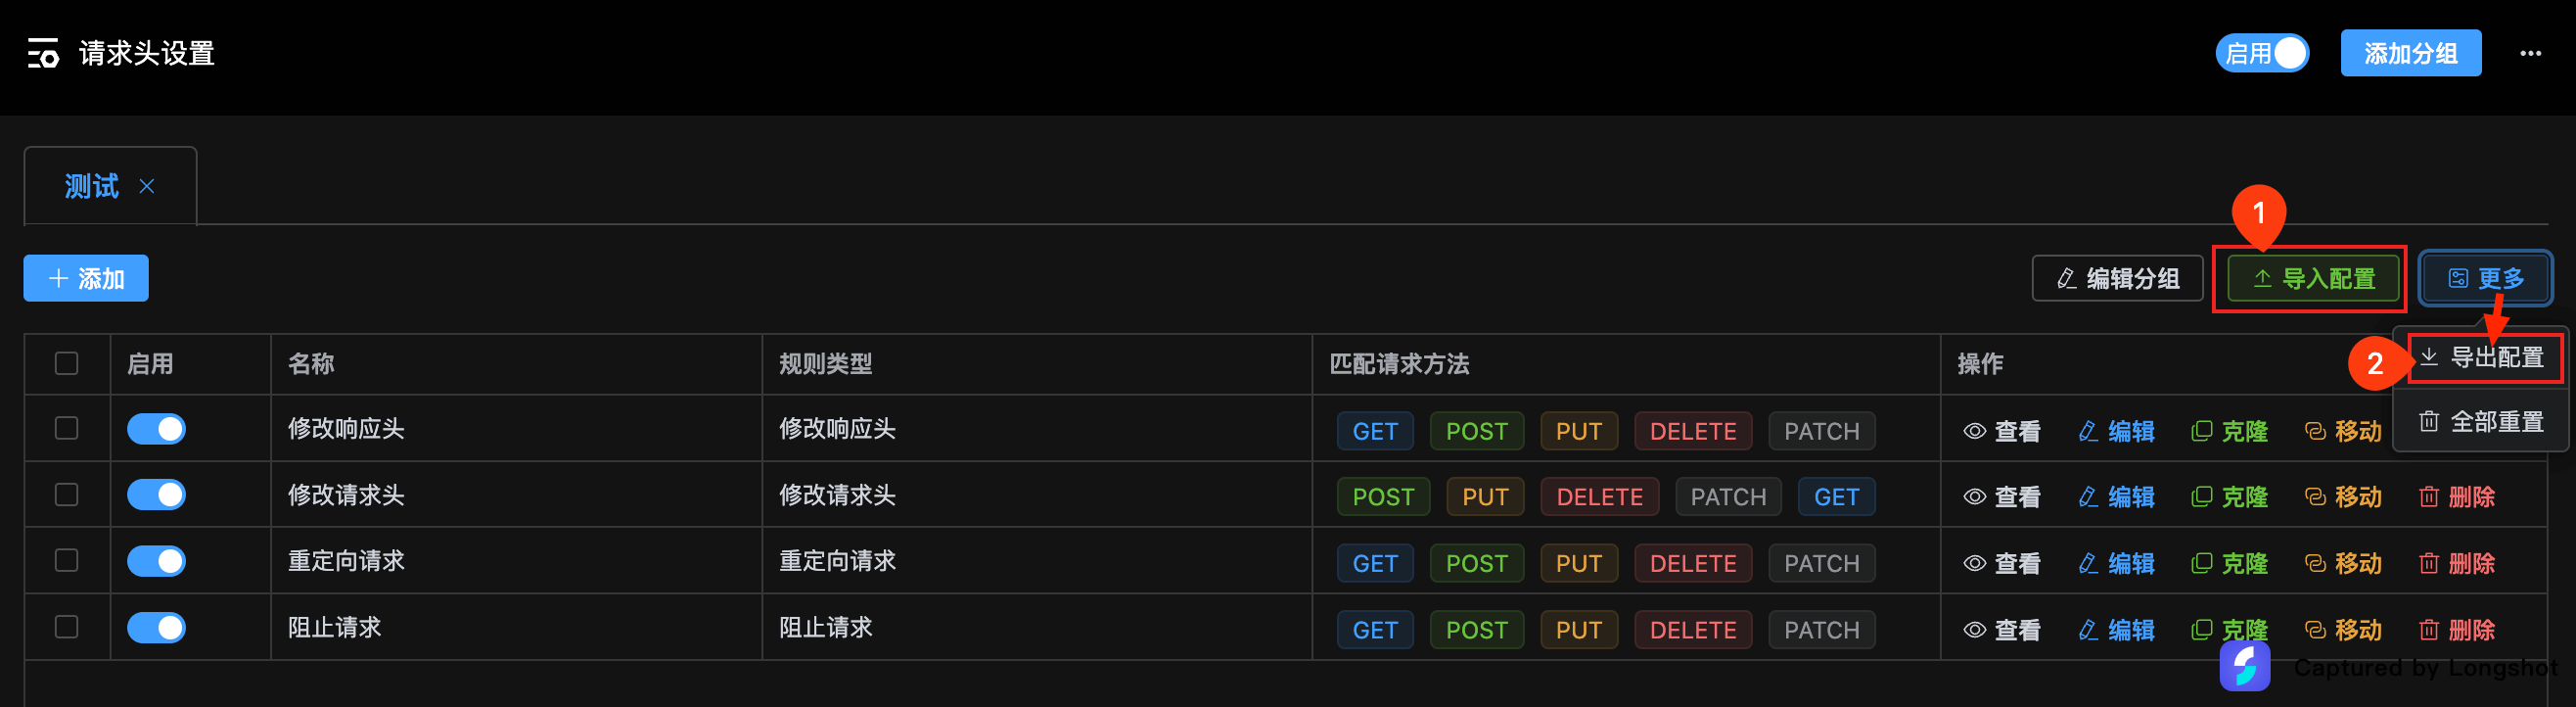 请求头设置 启用 添加分组 ...
测试 ×
1
+ 添加 编辑分组 导入配置 更多
启用 名称 规则类型 匹配请求方法 操作 2 导出配置
修改响应头 修改响应头 GET POST PUT DELETE PATCH 查看 编辑 克隆 移动 全部重置
修改请求头 修改请求头 POST PUT DELETE PATCH GET 查看 编辑 克隆 移动 删除
重定向请求 重定向请求 GET POST PUT DELETE PATCH 查看 编辑 克隆 移动 删除
阻止请求 阻止请求 GET POST PUT DELETE PATCH 查看 编辑 克隆 移动 删除
Captured by Longshot